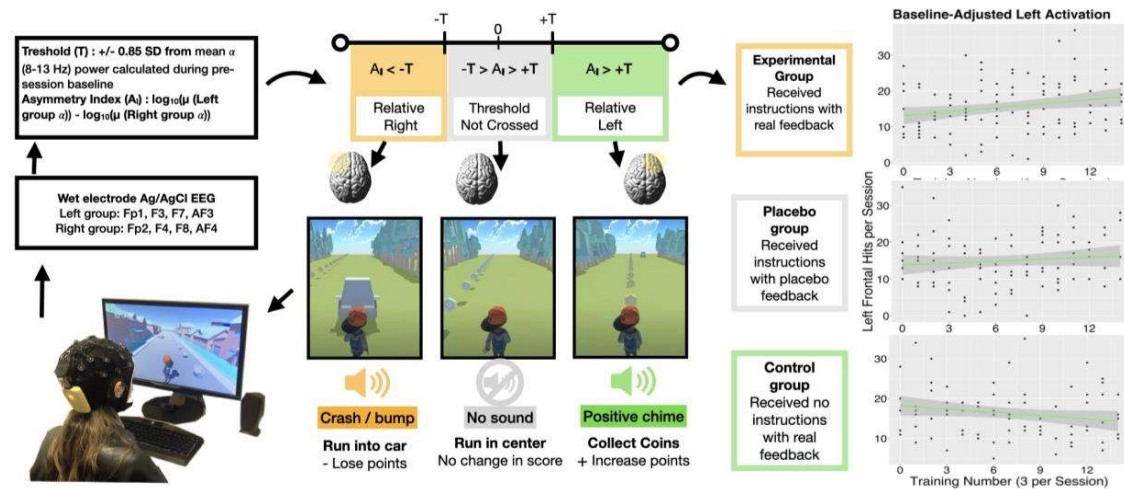 Treshold (T) : +/- 0.85 SD from mean α
(8-13 Hz) power calculated during pre-
session baseline
Asymmetry Index (Aᵢ) : log₁₀(μ (Left
group α)) - log₁₀(μ (Right group α))
Wet electrode Ag/AgCl EEG
Left group: Fp1, F3, F7, AF3
Right group: Fp2, F4, F8, AF4
-T
0
+T
Aᵢ < -T
-T > Aᵢ > +T
Aᵢ > +T
Relative
Right
Threshold
Not Crossed
Relative
Left
Crash / bump
No sound
Positive chime
Run into car
- Lose points
Run in center
No change in score
Collect Coins
+ Increase points
Experimental
Group
Received
instructions with
real feedback
Placebo
group
Received
instructions
with placebo
feedback
Control
group
Received no
instructions
with real
feedback
Baseline-Adjusted Left Activation
30
20
10
0
0
3
6
9
12
Left Frontal Hits per Session
30
20
10
0
0
3
6
9
12
30
20
10
0
3
6
9
12
Training Number (3 per Session)